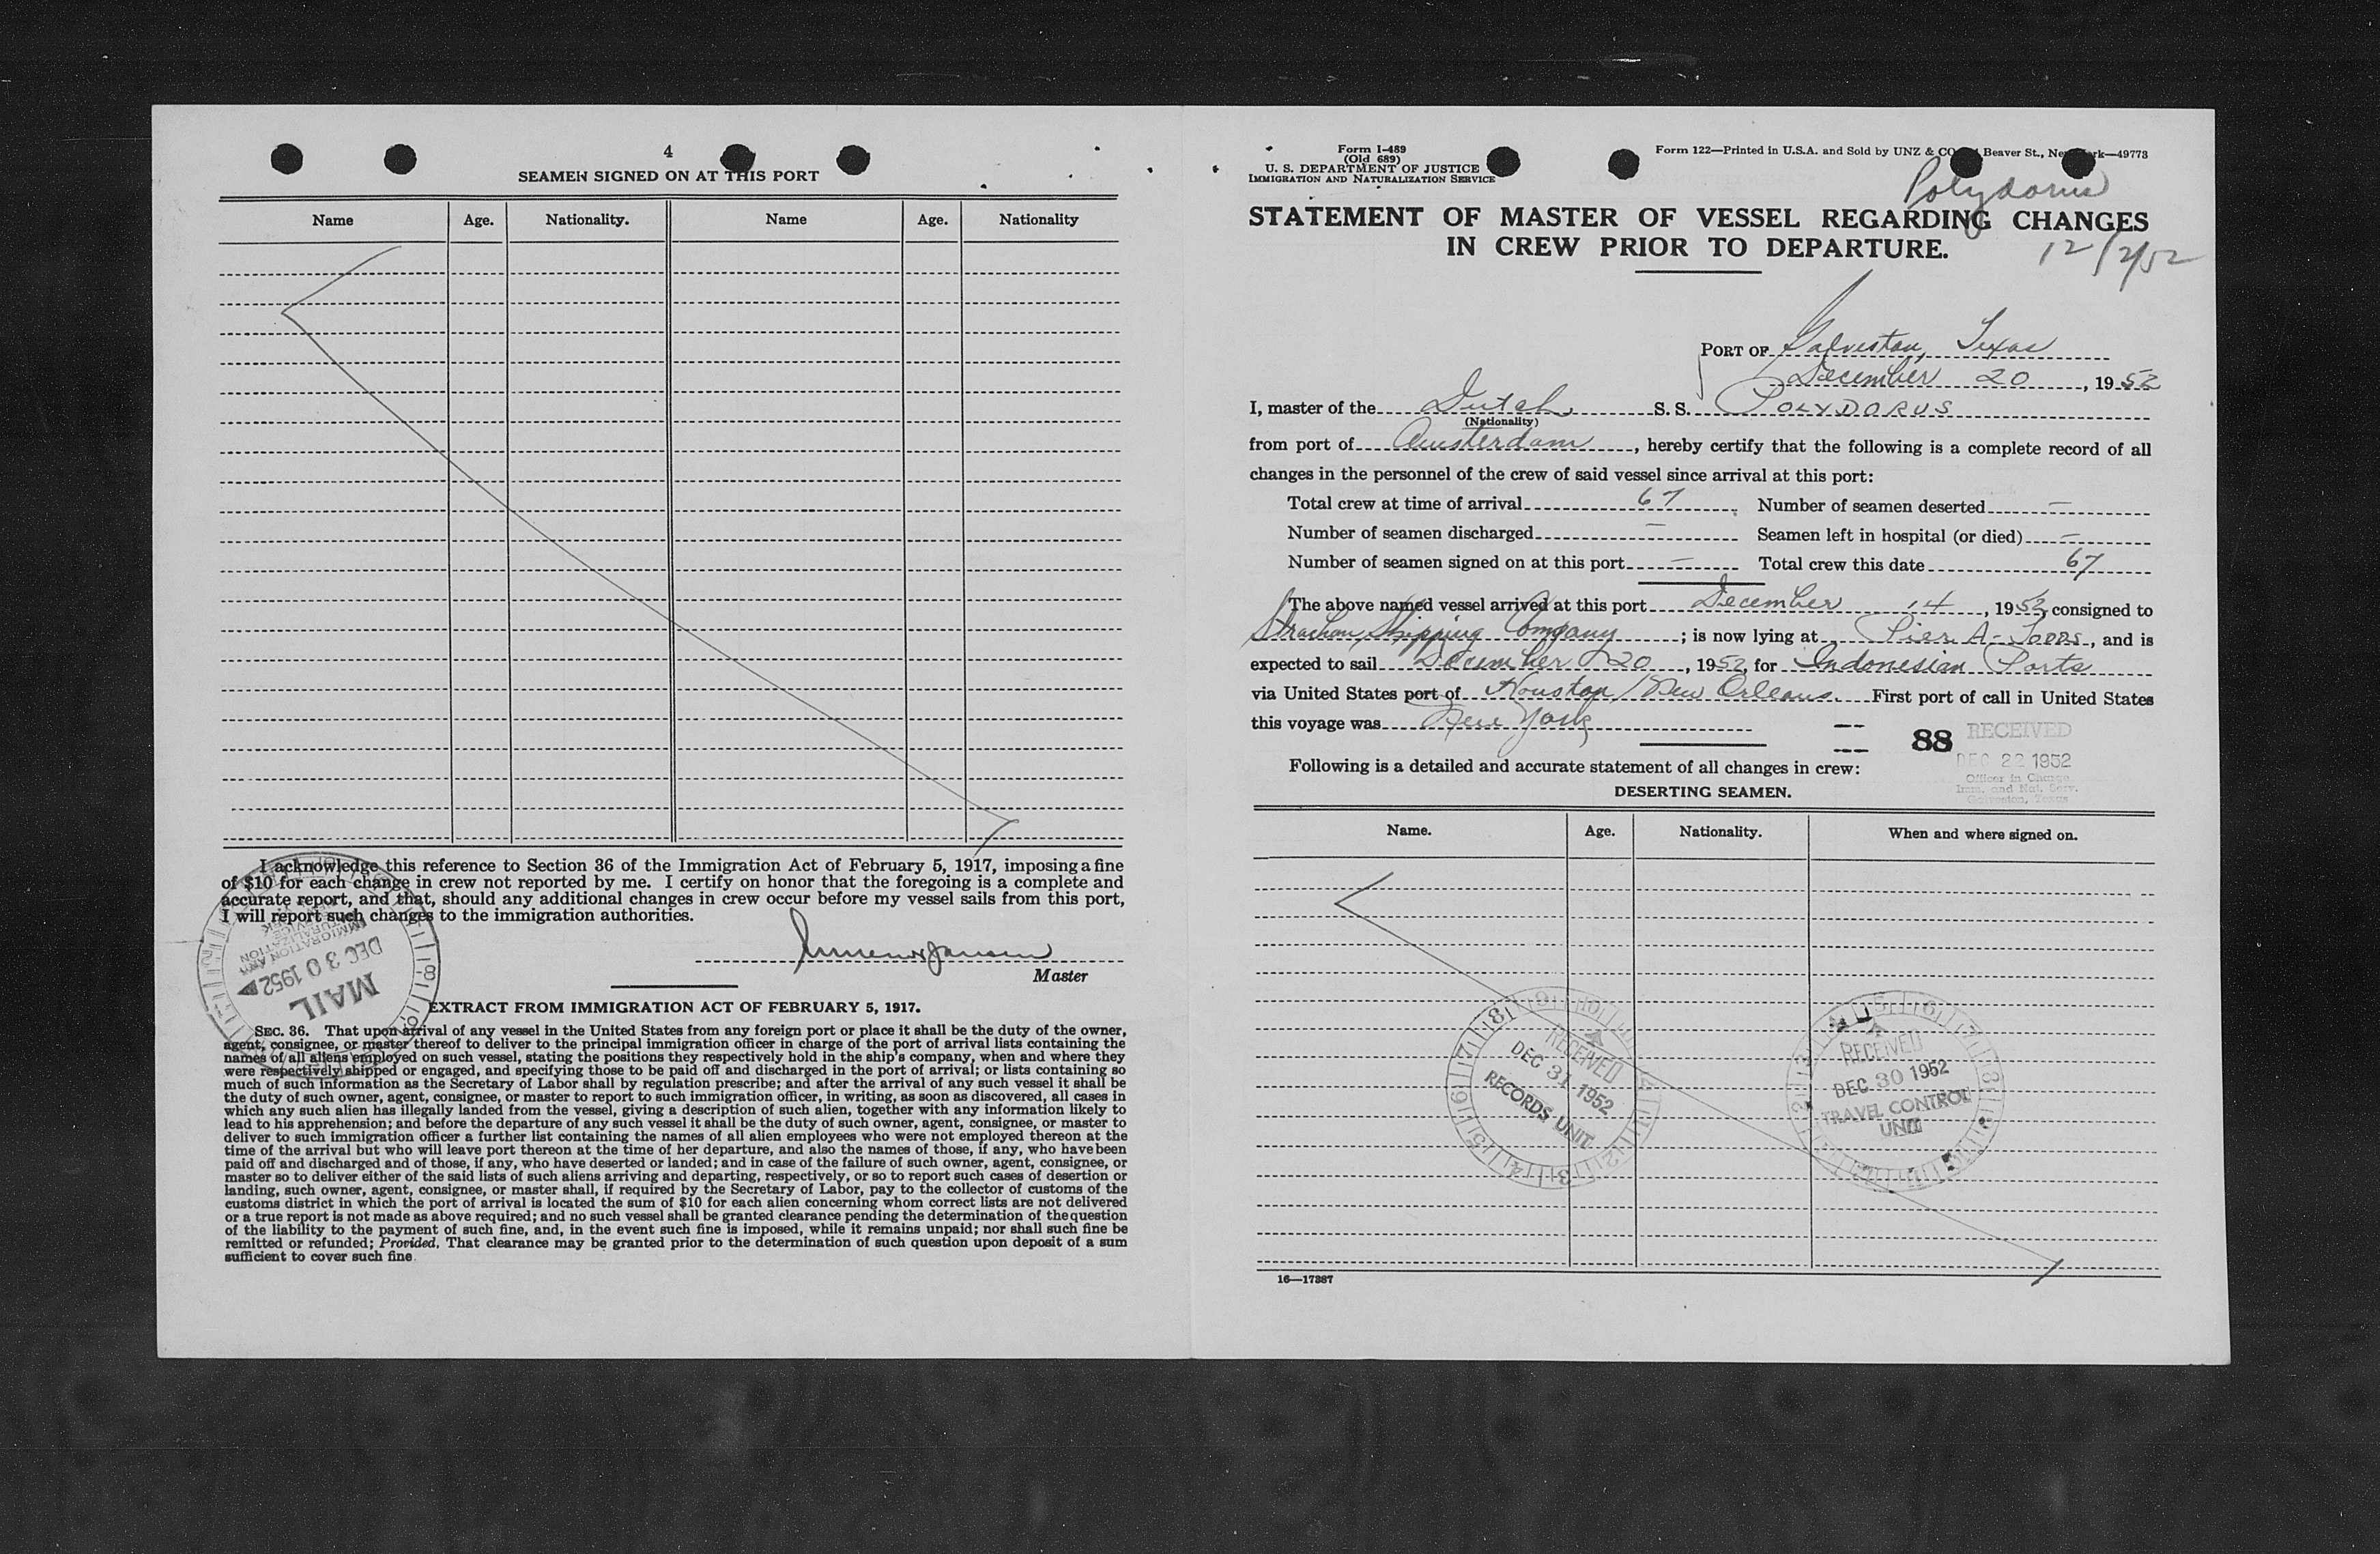 4
SEAMEN SIGNED ON AT THIS PORT
Name Age. Nationality. Name Age. Nationality
I acknowledge this reference to Section 36 of the Immigration Act of February 5, 1917, imposing a fine
of $10 for each change in crew not reported by me. I certify on honor that the foregoing is a complete and
accurate report, and that, should any additional changes in crew occur before my vessel sails from this port,
I will report such changes to the immigration authorities.
Master
MAIL
DEC 30 1952
EXTRACT FROM IMMIGRATION ACT OF FEBRUARY 5, 1917.
SEC. 36. That upon arrival of any vessel in the United States from any foreign port or place it shall be the duty of the owner,
agent, consignee, or master thereof to deliver to the principal immigration officer in charge of the port of arrival lists containing the
names of all aliens employed on such vessel, stating the positions they respectively hold in the ship's company, when and where they
were respectively shipped or engaged, and specifying those to be paid off and discharged in the port of arrival; or lists containing so
much of such information as the Secretary of Labor shall by regulation prescribe; and after the arrival of any such vessel it shall be
the duty of such owner, agent, consignee, or master to report to such immigration officer, in writing, as soon as discovered, all cases in
which any such alien has illegally landed from the vessel, giving a description of such alien, together with any information likely to
lead to his apprehension; and before the departure of any such vessel it shall be the duty of such owner, agent, consignee, or master to
deliver to such immigration officer a further list containing the names of all alien employees who were not employed thereon at the
time of the arrival but who will leave port thereon at the time of her departure, and also the names of those, if any, who have been
paid off and discharged and of those, if any, who have deserted or landed; and in case of the failure of such owner, agent, consignee, or
master so to deliver either of the said lists of such aliens arriving and departing, respectively, or so to report such cases of desertion or
landing, such owner, agent, consignee, or master shall, if required by the Secretary of Labor, pay to the collector of customs of the
customs district in which the port of arrival is located the sum of $10 for each alien concerning whom correct lists are not delivered
or a true report is not made as above required; and no such vessel shall be granted clearance pending the determination of the question
of the liability to the payment of such fine, and, in the event such fine is imposed, while it remains unpaid; nor shall such fine be
remitted or refunded; Provided, That clearance may be granted prior to the determination of such question upon deposit of a sum
sufficient to cover such fine
Form I-489
(Old 689)
U. S. DEPARTMENT OF JUSTICE
IMMIGRATION AND NATURALIZATION SERVICE
Form 122—Printed in U.S.A. and Sold by UNZ & CO. Beaver St., New York—49773
Polydorus
STATEMENT OF MASTER OF VESSEL REGARDING CHANGES
IN CREW PRIOR TO DEPARTURE.
12/2/52
PORT OF Galveston, Texas
December 20, 1952
I, master of the Dutch S. S. POLYDORUS
(Nationality)
from port of Amsterdam, hereby certify that the following is a complete record of all
changes in the personnel of the crew of said vessel since arrival at this port:
Total crew at time of arrival 67 Number of seamen deserted —
Number of seamen discharged — Seamen left in hospital (or died) —
Number of seamen signed on at this port — Total crew this date 67
The above named vessel arrived at this port December 14, 1952, consigned to
Strachan Shipping Company; is now lying at Pier A-Todds, and is
expected to sail December 20, 1952, for Indonesian Ports
via United States port of Houston / New Orleans. First port of call in United States
this voyage was New York
88
RECEIVED
DEC 22 1952
Officer in Charge
Imm. and Nat. Serv.
Galveston, Texas
Following is a detailed and accurate statement of all changes in crew:
DESERTING SEAMEN.
Name. Age. Nationality. When and where signed on.
RECEIVED
DEC 31 1952
RECORDS UNIT
RECEIVED
DEC 30 1952
TRAVEL CONTROL
UNIT
16—17387